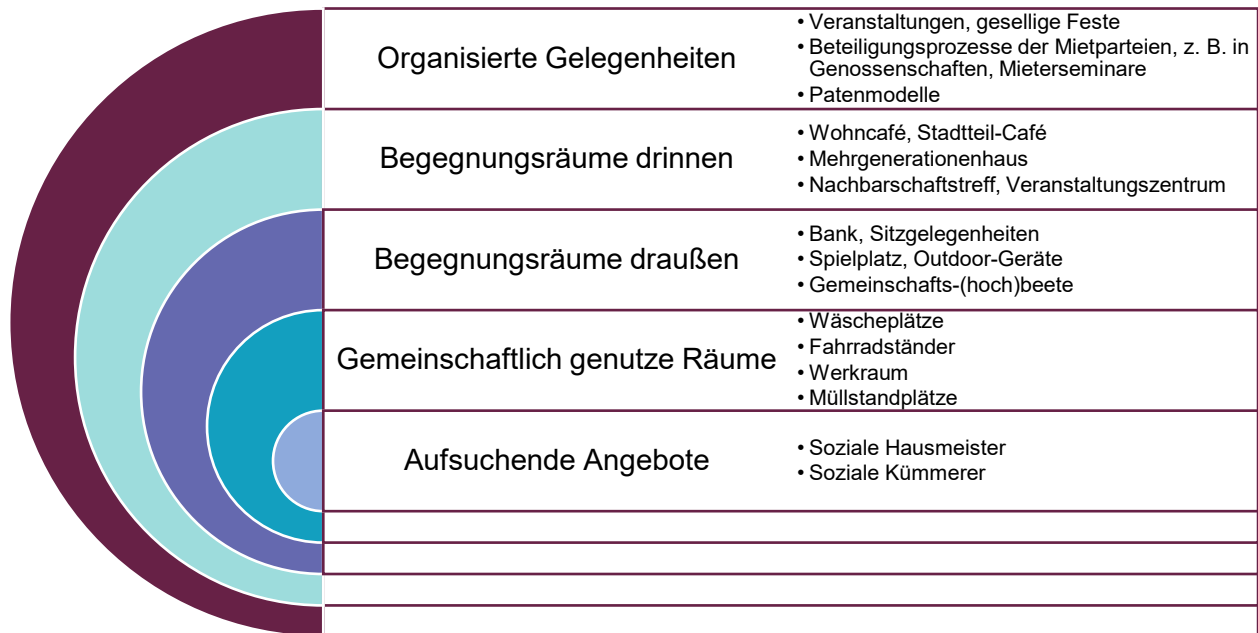 Organisierte Gelegenheiten
• Veranstaltungen, gesellige Feste
• Beteiligungsprozesse der Mietparteien, z. B. in
Genossenschaften, Mieterseminare
• Patenmodelle
Begegnungsräume drinnen
• Wohncafé, Stadtteil-Café
• Mehrgenerationenhaus
• Nachbarschaftstreff, Veranstaltungszentrum
Begegnungsräume draußen
• Bank, Sitzgelegenheiten
• Spielplatz, Outdoor-Geräte
• Gemeinschafts-(hoch)beete
Gemeinschaftlich genutze Räume
• Wäscheplätze
• Fahrradständer
• Werkraum
• Müllstandplätze
Aufsuchende Angebote
• Soziale Hausmeister
• Soziale Kümmerer